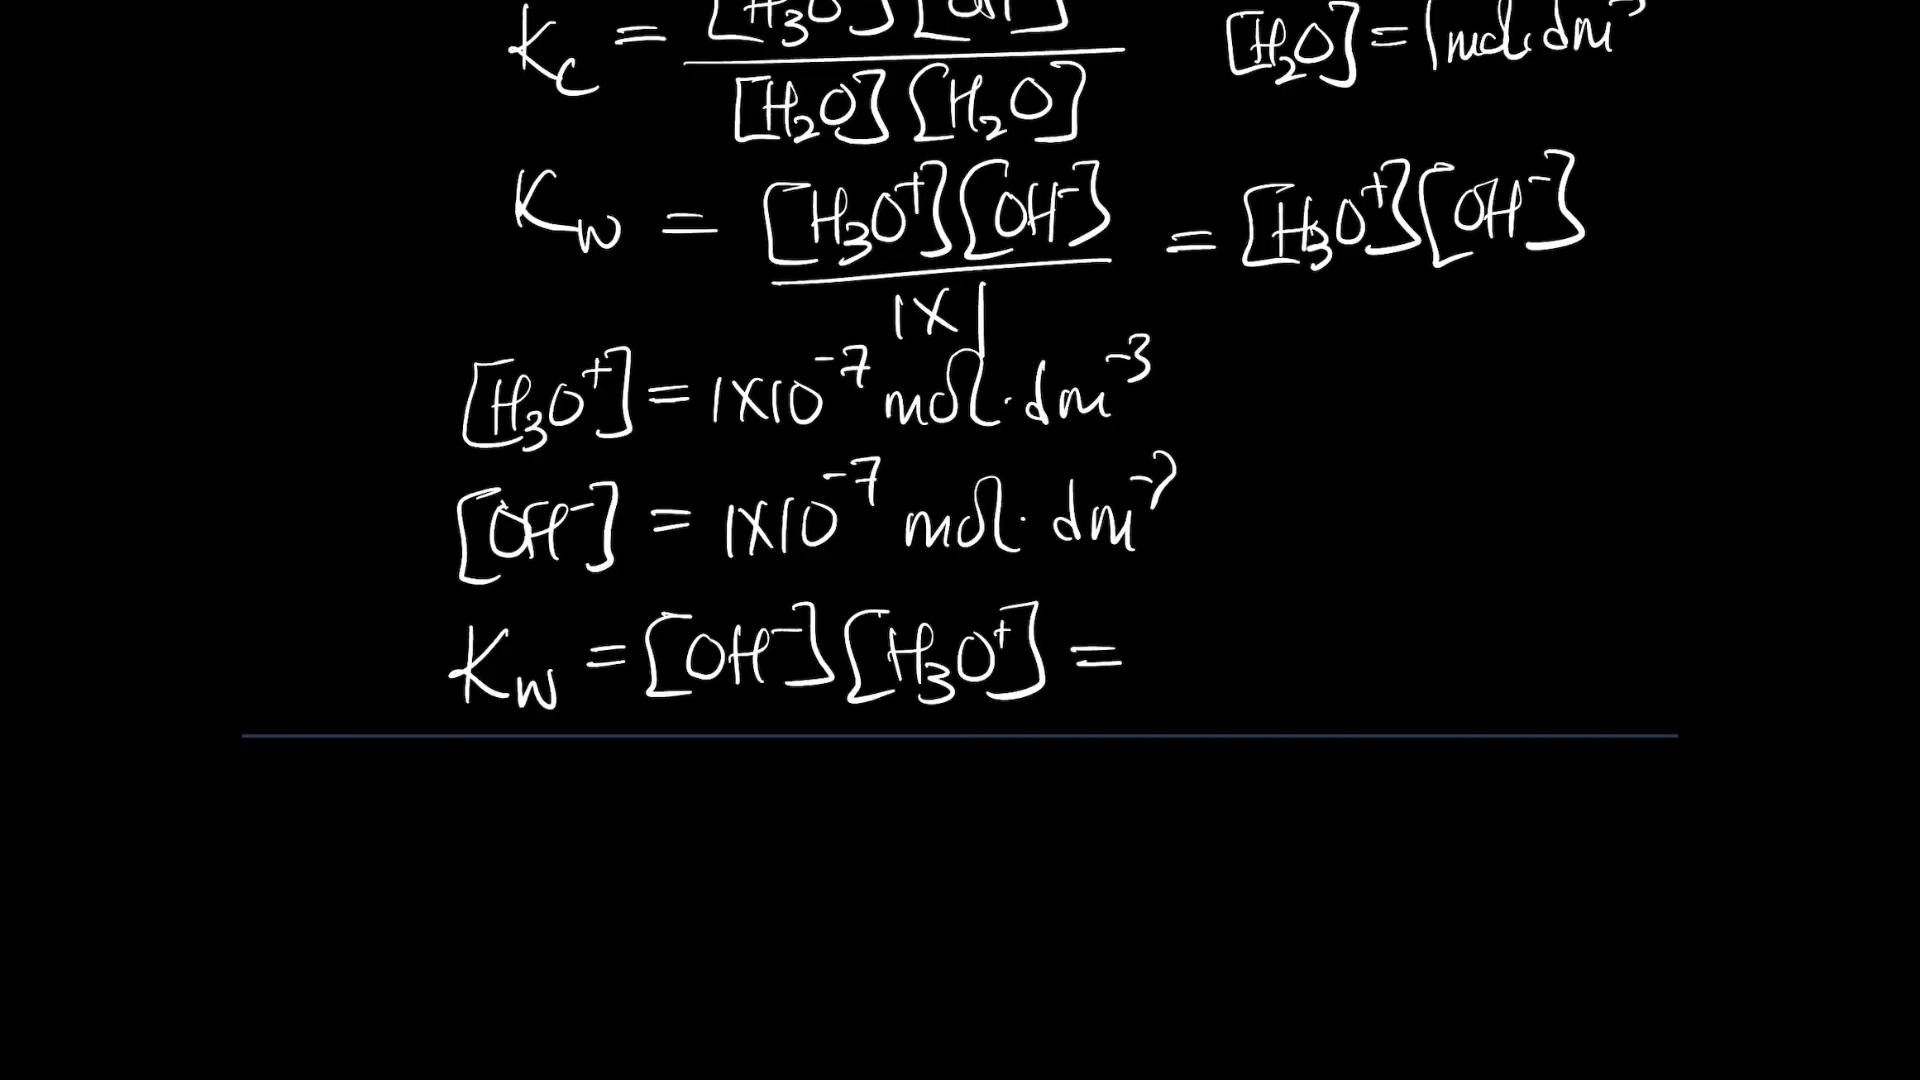 Kc = [H3O+][OH-] / [H2O][H2O] [H2O] = 1 mol·dm-3
Kw = [H3O+][OH-] / 1×1 = [H3O+][OH-]
[H3O+] = 1×10-7 mol·dm-3
[OH-] = 1×10-7 mol·dm-3
Kw = [OH-][H3O+] =